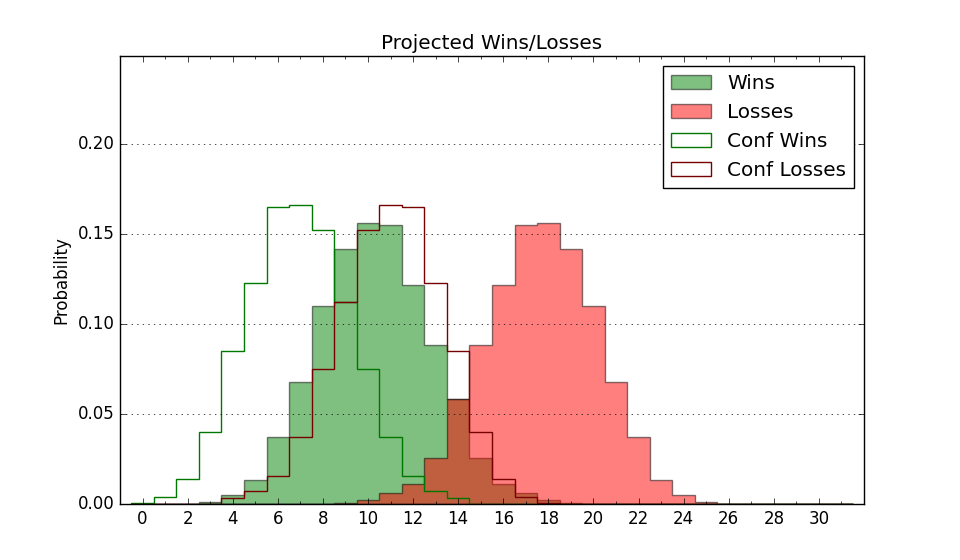 Projected Wins/Losses
Wins
Losses
Conf Wins
Conf Losses
Probability
0.20
0.15
0.10
0.05
0.00
0 2 4 6 8 10 12 14 16 18 20 22 24 26 28 30